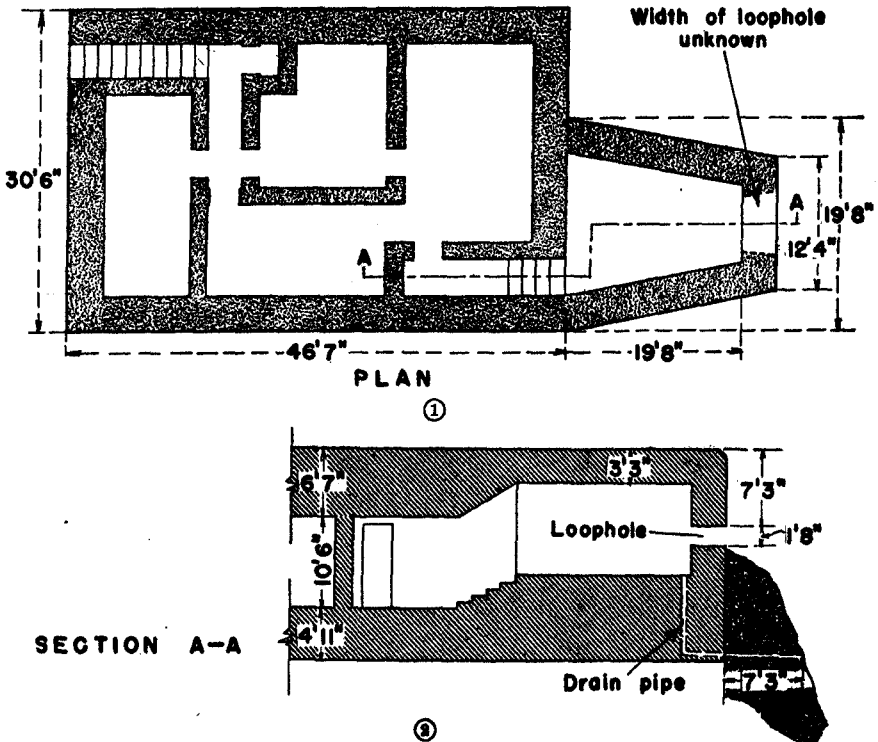 Width of loophole
unknown
30'6"
A
19'8"
12'4"
A
46'7"
19'8"
PLAN
①
6'7"
3'3"
7'3"
Loophole
1'8"
10'6"
SECTION A-A
4'11"
Drain pipe
7'3"
②